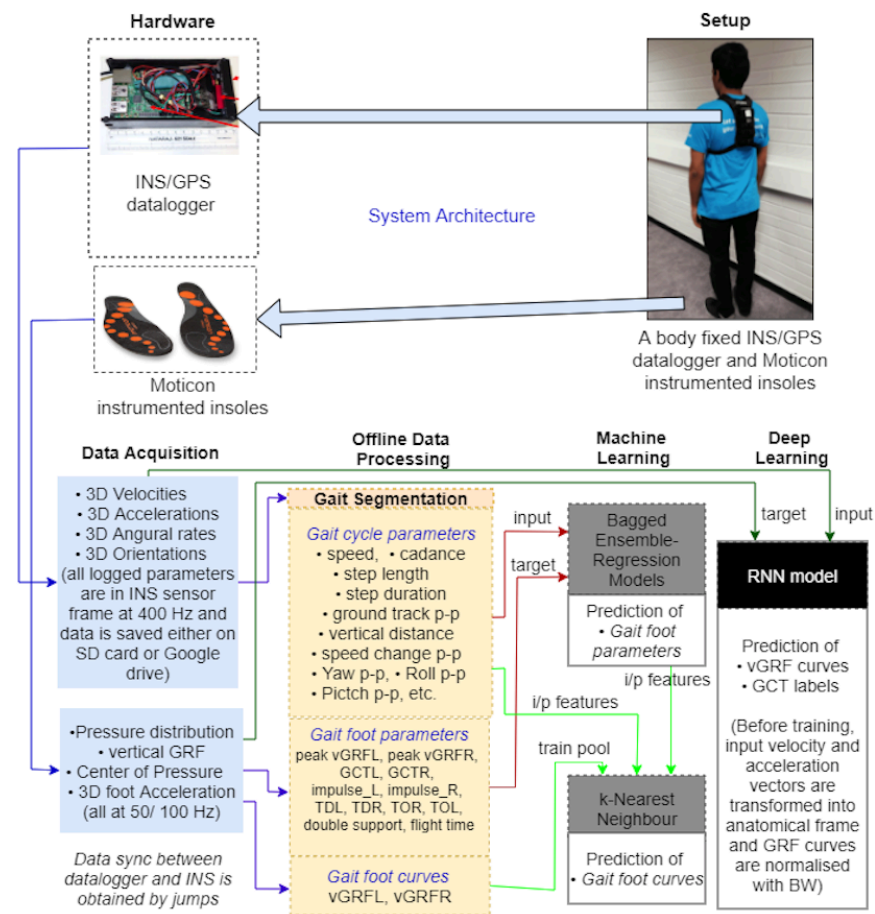 Hardware
Setup
INS/GPS
datalogger
System Architecture
Moticon
instrumented insoles
A body fixed INS/GPS
datalogger and Moticon
instrumented insoles
Data Acquisition
Offline Data
Processing
Machine
Learning
Deep
Learning
• 3D Velocities
• 3D Accelerations
• 3D Angural rates
• 3D Orientations
(all logged parameters
are in INS sensor
frame at 400 Hz and
data is saved either on
SD card or Google
drive)
•Pressure distribution
• vertical GRF
• Center of Pressure
• 3D foot Acceleration
(all at 50/ 100 Hz)
Data sync between
datalogger and INS is
obtained by jumps
Gait Segmentation
Gait cycle parameters
• speed, • cadance
• step length
• step duration
• ground track p-p
• vertical distance
• speed change p-p
• Yaw p-p, • Roll p-p
• Pictch p-p, etc.
Gait foot parameters
peak vGRFL, peak vGRFR,
GCTL, GCTR,
impulse_L, impulse_R,
TDL, TDR, TOR, TOL,
double support, flight time
Gait foot curves
vGRFL, vGRFR
input
target
i/p features
train pool
Bagged
Ensemble-
Regression
Models
Prediction of
• Gait foot
parameters
i/p features
k-Nearest
Neighbour
Prediction of
• Gait foot curves
target
input
RNN model
Prediction of
• vGRF curves
• GCT labels
(Before training,
input velocity and
acceleration
vectors are
transformed into
anatomical frame
and GRF curves
are normalised
with BW)